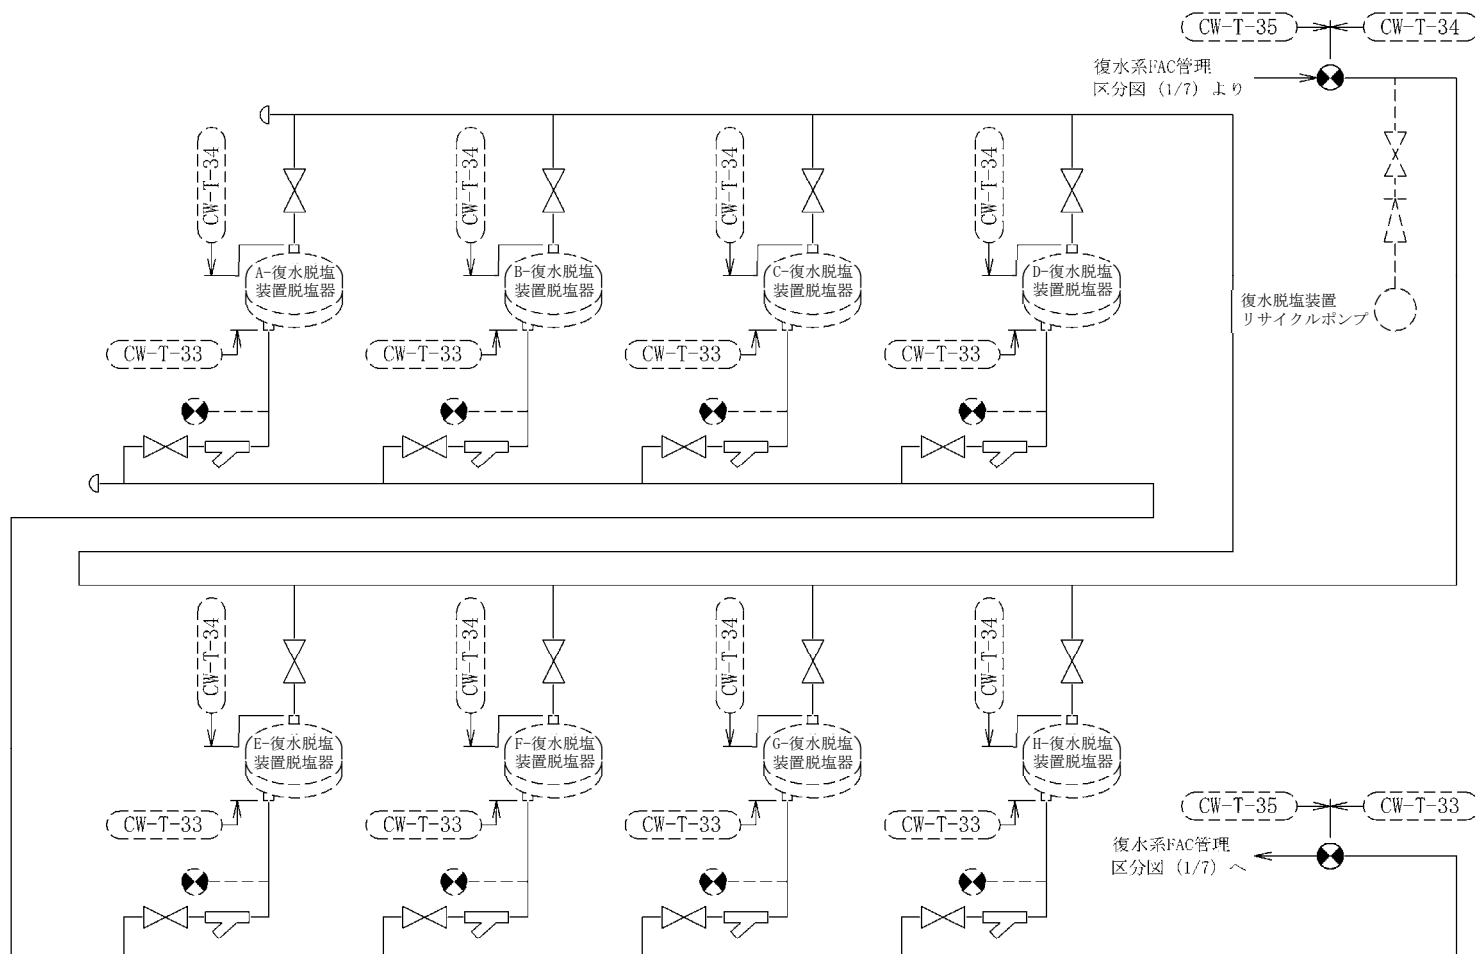 CW-T-35
CW-T-34
復水系FAC管理
区分図 (1/7) より
CW-T-34
CW-T-34
CW-T-34
CW-T-34
A-復水脱塩
装置脱塩器
B-復水脱塩
装置脱塩器
C-復水脱塩
装置脱塩器
D-復水脱塩
装置脱塩器
復水脱塩装置
リサイクルポンプ
CW-T-33
CW-T-33
CW-T-33
CW-T-33
CW-T-34
CW-T-34
CW-T-34
CW-T-34
E-復水脱塩
装置脱塩器
F-復水脱塩
装置脱塩器
G-復水脱塩
装置脱塩器
H-復水脱塩
装置脱塩器
CW-T-33
CW-T-33
CW-T-33
CW-T-33
CW-T-35
CW-T-33
復水系FAC管理
区分図 (1/7) へ